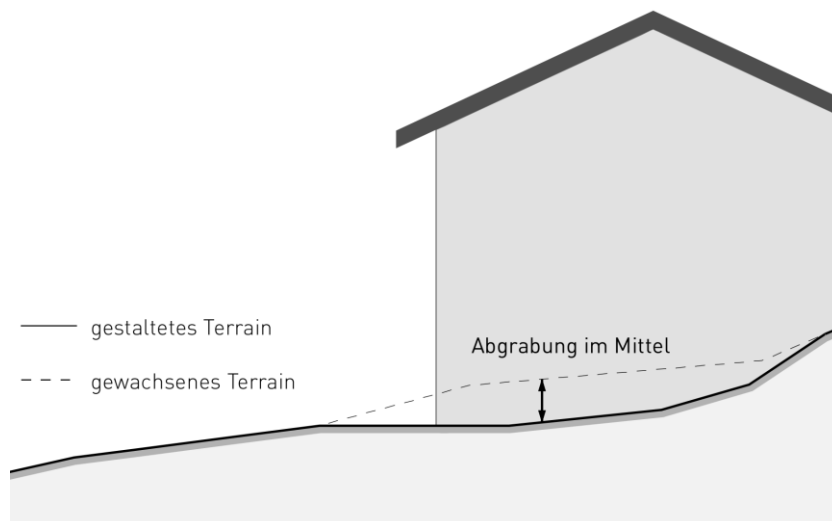 gestaltetes Terrain
Abgrabung im Mittel
gewachsenes Terrain